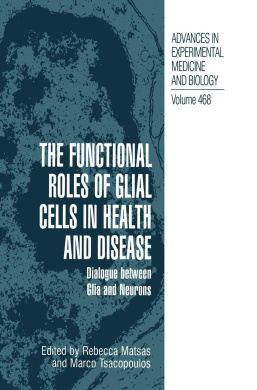 ADVANCES IN
EXPERIMENTAL
MEDICINE
AND BIOLOGY
Volume 468
THE FUNCTIONAL
ROLES OF GLIAL
CELLS IN HEALTH
AND DISEASE
Dialogue between
Glia and Neurons
Edited by Rebecca Matsas
and Marco Tsacopoulos